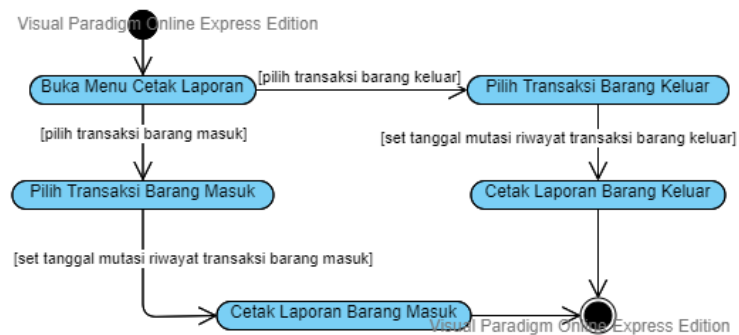 Visual Paradigm Online Express Edition
Buka Menu Cetak Laporan
[pilih transaksi barang keluar]
Pilih Transaksi Barang Keluar
[pilih transaksi barang masuk]
[set tanggal mutasi riwayat transaksi barang keluar]
Pilih Transaksi Barang Masuk
Cetak Laporan Barang Keluar
[set tanggal mutasi riwayat transaksi barang masuk]
Cetak Laporan Barang Masuk
Visual Paradigm Online Express Edition